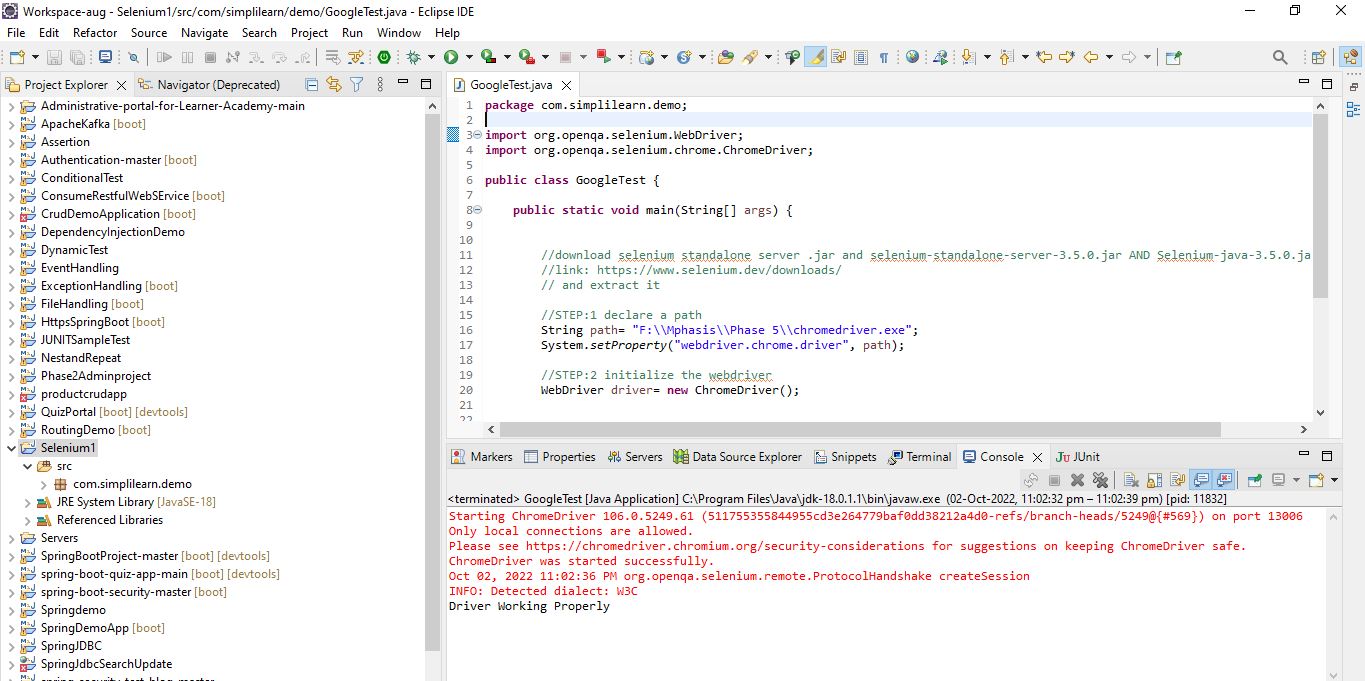 Workspace-aug - Selenium1/src/com/simplilearn/demo/GoogleTest.java - Eclipse IDE
File Edit Refactor Source Navigate Search Project Run Window Help
Project Explorer Navigator (Deprecated)
Administrative-portal-for-Learner-Academy-main
ApacheKafka [boot]
Assertion
Authentication-master [boot]
ConditionalTest
ConsumeRestfulWebSErvice [boot]
CrudDemoApplication [boot]
DependencyInjectionDemo
DynamicTest
EventHandling
ExceptionHandling [boot]
FileHandling [boot]
HttpsSpringBoot [boot]
JUNITSampleTest
NestandRepeat
Phase2Adminproject
productcrudapp
QuizPortal [boot] [devtools]
RoutingDemo [boot]
Selenium1
src
com.simplilearn.demo
JRE System Library [JavaSE-18]
Referenced Libraries
Servers
SpringBootProject-master [boot] [devtools]
spring-boot-quiz-app-main [boot] [devtools]
spring-boot-security-master [boot]
Springdemo
SpringDemoApp [boot]
SpringJDBC
SpringJdbcSearchUpdate
GoogleTest.java
1 package com.simplilearn.demo;
2
3 import org.openqa.selenium.WebDriver;
4 import org.openqa.selenium.chrome.ChromeDriver;
5
6 public class GoogleTest {
7
8 public static void main(String[] args) {
9
10
11 //download selenium standalone server .jar and selenium-standalone-server-3.5.0.jar AND Selenium-java-3.5.0.ja
12 //link: https://www.selenium.dev/downloads/
13 // and extract it
14
15 //STEP:1 declare a path
16 String path= "F:\\Mphasis\\Phase 5\\chromedriver.exe";
17 System.setProperty("webdriver.chrome.driver", path);
18
19 //STEP:2 initialize the webdriver
20 WebDriver driver= new ChromeDriver();
21
22
Markers Properties Servers Data Source Explorer Snippets Terminal Console JUnit
<terminated> GoogleTest [Java Application] C:\Program Files\Java\jdk-18.0.1.1\bin\javaw.exe (02-Oct-2022, 11:02:32 pm – 11:02:39 pm) [pid: 11832]
Starting ChromeDriver 106.0.5249.61 (511755355844955cd3e264779baf0dd38212a4d0-refs/branch-heads/5249@{#569}) on port 13006
Only local connections are allowed.
Please see https://chromedriver.chromium.org/security-considerations for suggestions on keeping ChromeDriver safe.
ChromeDriver was started successfully.
Oct 02, 2022 11:02:36 PM org.openqa.selenium.remote.ProtocolHandshake createSession
INFO: Detected dialect: W3C
Driver Working Properly